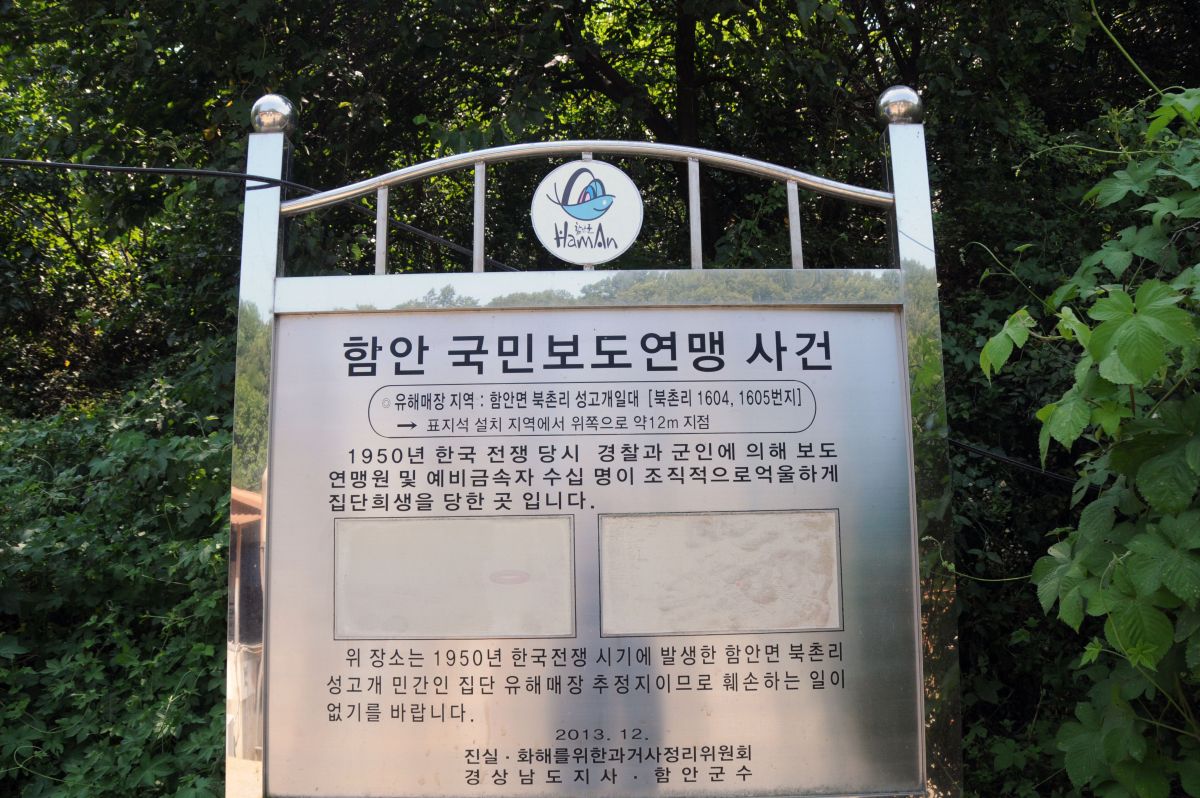 함안
HamAn
함안 국민보도연맹 사건
◎ 유해매장 지역 : 함안면 북촌리 성고개일대 [북촌리 1604, 1605번지]
→ 표지석 설치 지역에서 위쪽으로 약12m 지점
1950년 한국 전쟁 당시 경찰과 군인에 의해 보도
연맹원 및 예비금속자 수십 명이 조직적으로억울하게
집단희생을 당한 곳 입니다.
위 장소는 1950년 한국전쟁 시기에 발생한 함안면 북촌리
성고개 민간인 집단 유해매장 추정지이므로 훼손하는 일이
없기를 바랍니다.
2013. 12.
진실 · 화해를위한과거사정리위원회
경상남도지사 · 함안군수